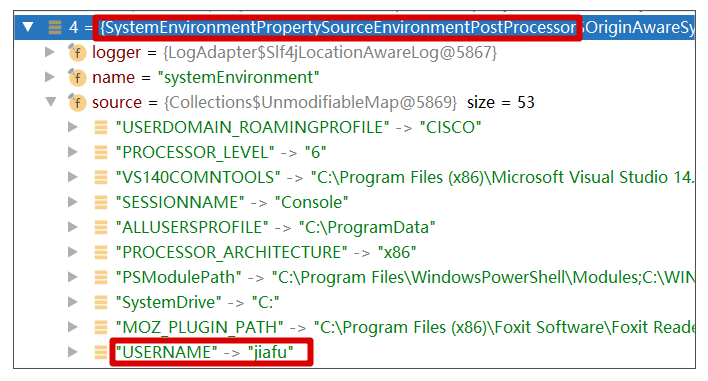 4 = {SystemEnvironmentPropertySourceEnvironmentPostProcessor$OriginAwareSy
logger = {LogAdapter$Slf4jLocationAwareLog@5867}
name = "systemEnvironment"
source = {Collections$UnmodifiableMap@5869} size = 53
"USERDOMAIN_ROAMINGPROFILE" -> "CISCO"
"PROCESSOR_LEVEL" -> "6"
"VS140COMNTOOLS" -> "C:\Program Files (x86)\Microsoft Visual Studio 14.
"SESSIONNAME" -> "Console"
"ALLUSERSPROFILE" -> "C:\ProgramData"
"PROCESSOR_ARCHITECTURE" -> "x86"
"PSModulePath" -> "C:\Program Files\WindowsPowerShell\Modules;C:\WIN
"SystemDrive" -> "C:"
"MOZ_PLUGIN_PATH" -> "C:\Program Files (x86)\Foxit Software\Foxit Reade
"USERNAME" -> "jiafu"